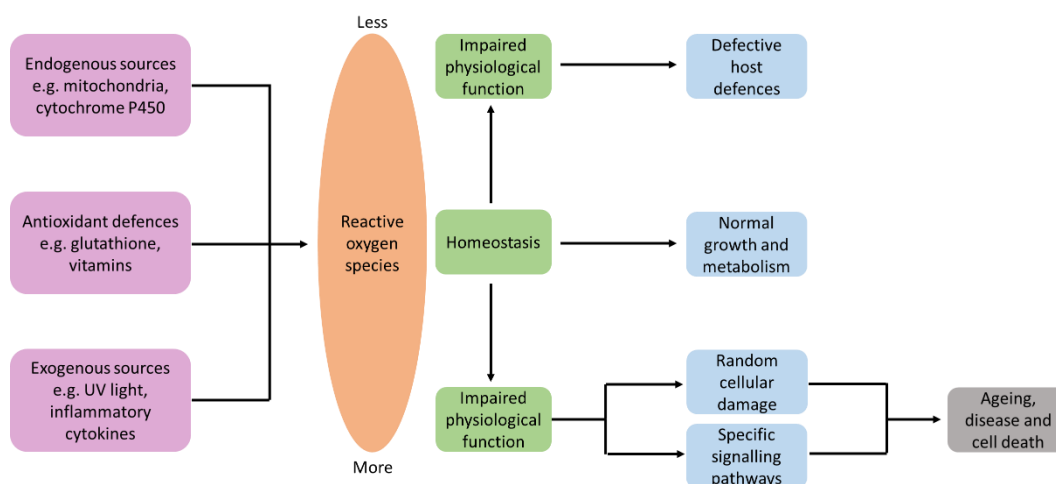 Endogenous sources
e.g. mitochondria,
cytochrome P450
Antioxidant defences
e.g. glutathione,
vitamins
Exogenous sources
e.g. UV light,
inflammatory
cytokines
Less
Reactive
oxygen
species
More
Impaired
physiological
function
Defective
host
defences
Homeostasis
Normal
growth and
metabolism
Impaired
physiological
function
Random
cellular
damage
Specific
signalling
pathways
Ageing,
disease and
cell death